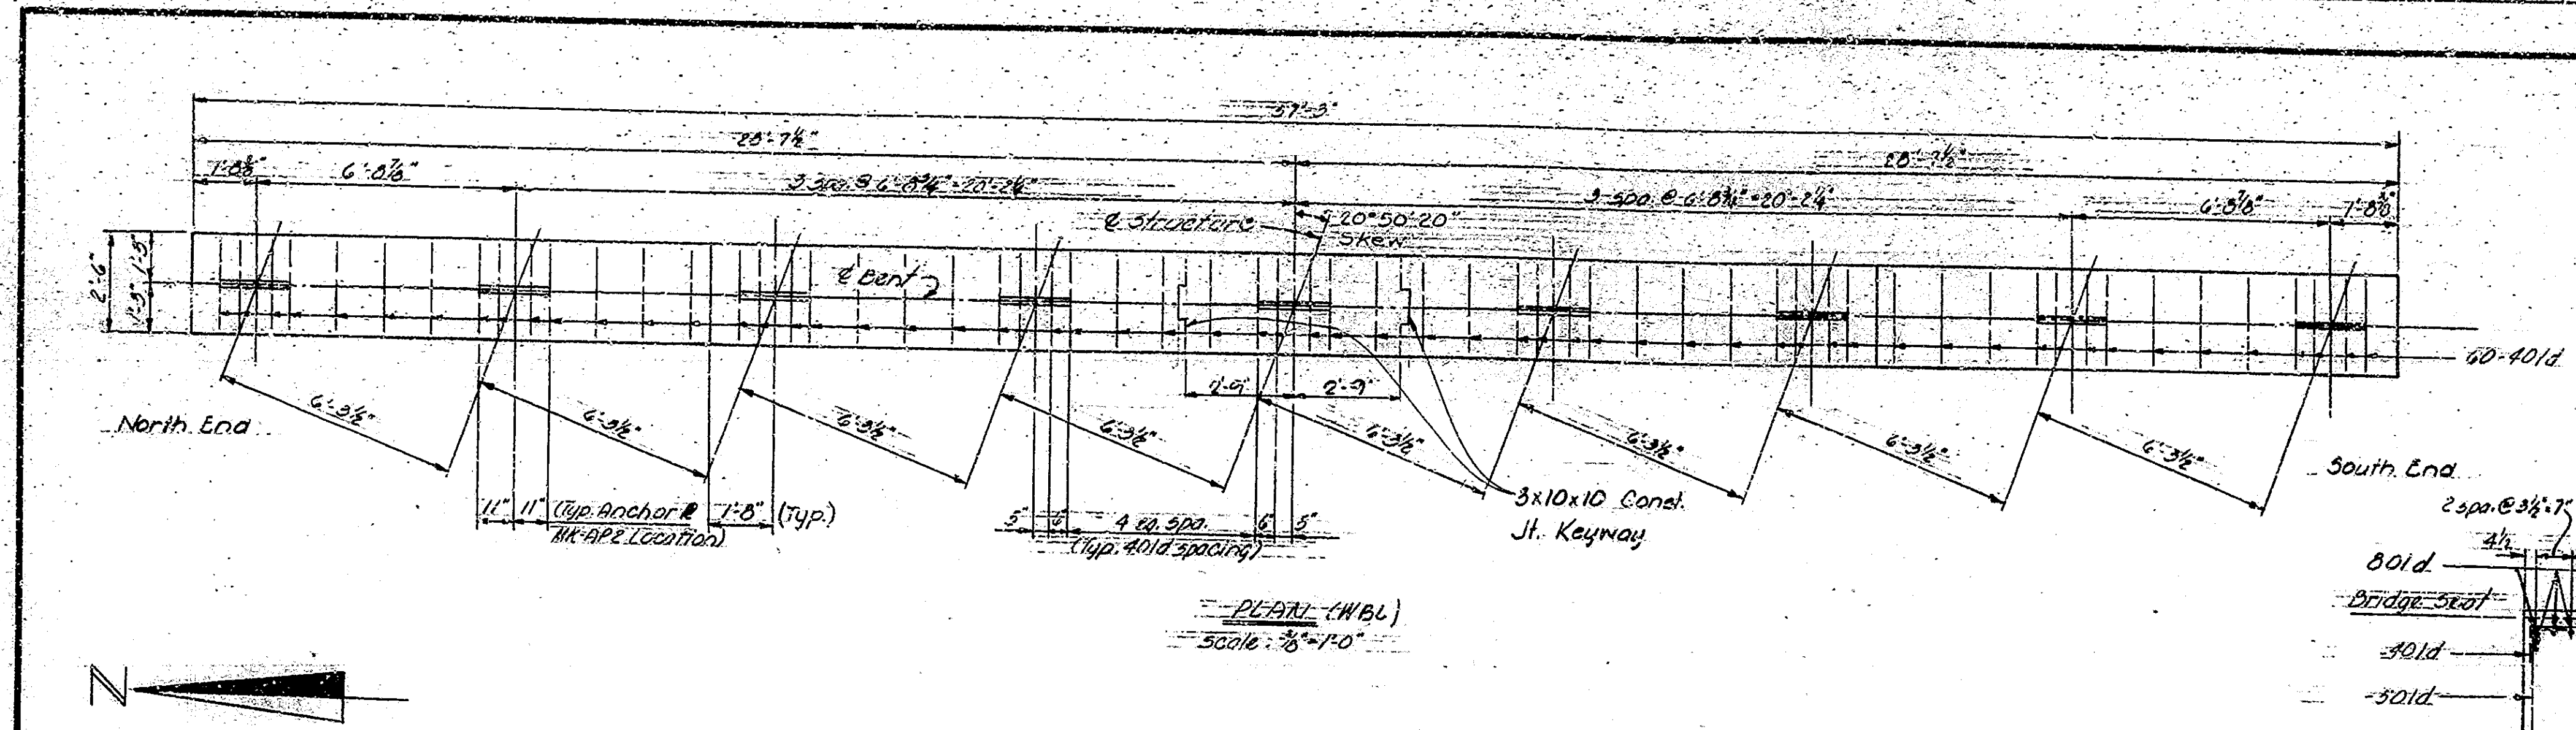 57'-3"
28'-7½"
28'-7½"
1'-8⅜"
6'-8⅞"
3 spa. @ 6'-8¾" = 20'-2¼"
3 spa. @ 6'-8¾" = 20'-2¼"
6'-8⅞"
1'-8⅜"
℄ Structure
20°50'20"
Skew
2'-6"
1'-3" 1'-3"
℄ Bent
60-401d
2'-9" 2'-9"
6'-3½" 6'-3½" 6'-3½" 6'-3½" 6'-3½" 6'-3½" 6'-3½" 6'-3½"
North End
South End
11" 11" (Typ. Anchor ℄
MK-AP2 Location)
1'-8" (Typ.)
5" 6" 4 eq. spa. 6" 5"
(Typ. 401d spacing)
3x10x10 Const.
Jt. Keyway
2 spa. @ 3½"=7"
4½
801d
Bridge Seat
401d
501d
PLAN (WBL)
Scale: ⅜"=1'-0"
N